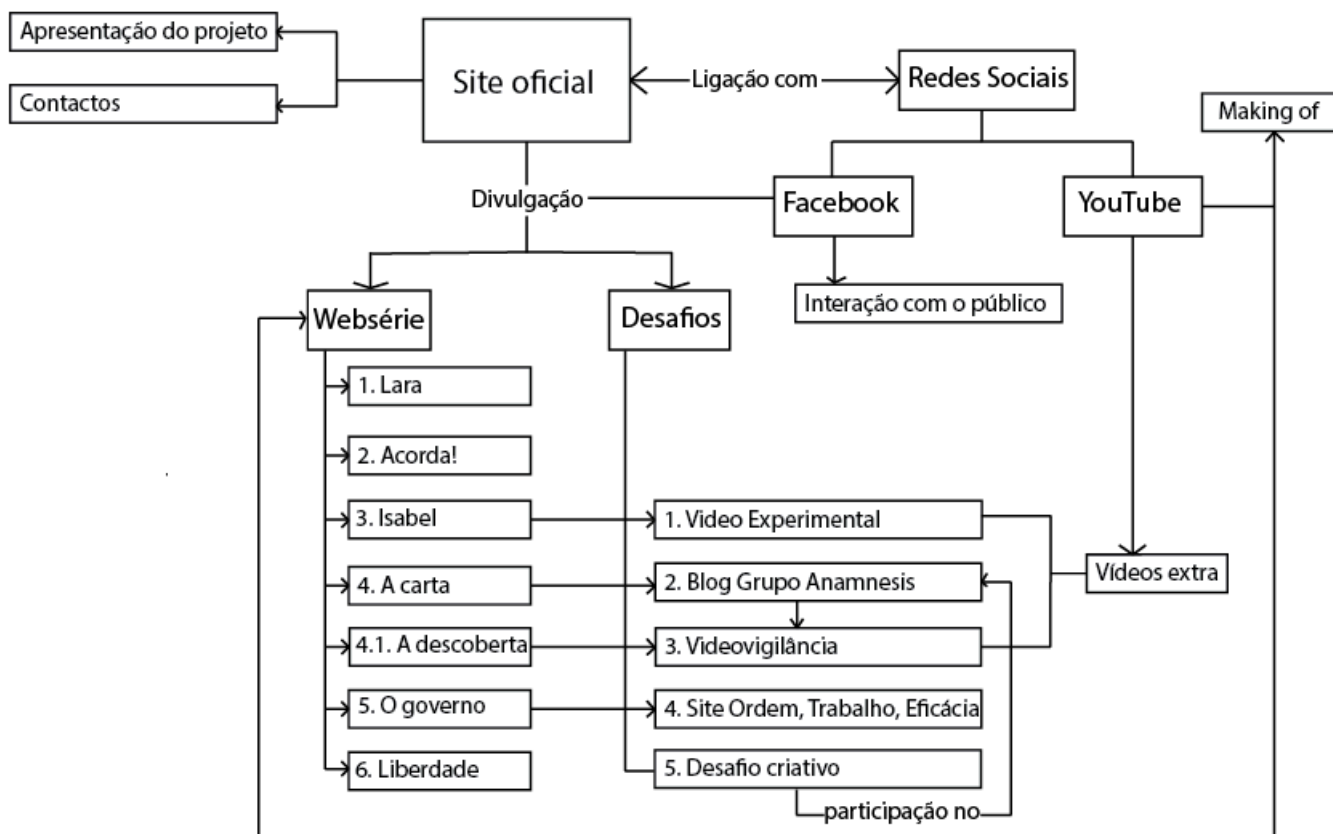 Apresentação do projeto
Contactos
Site oficial
Ligação com
Redes Sociais
Making of
Divulgação
Facebook
YouTube
Interação com o público
Websérie
Desafios
1. Lara
2. Acorda!
3. Isabel
1. Video Experimental
4. A carta
2. Blog Grupo Anamnesis
Vídeos extra
4.1. A descoberta
3. Videovigilância
5. O governo
4. Site Ordem, Trabalho, Eficácia
6. Liberdade
5. Desafio criativo
participação no